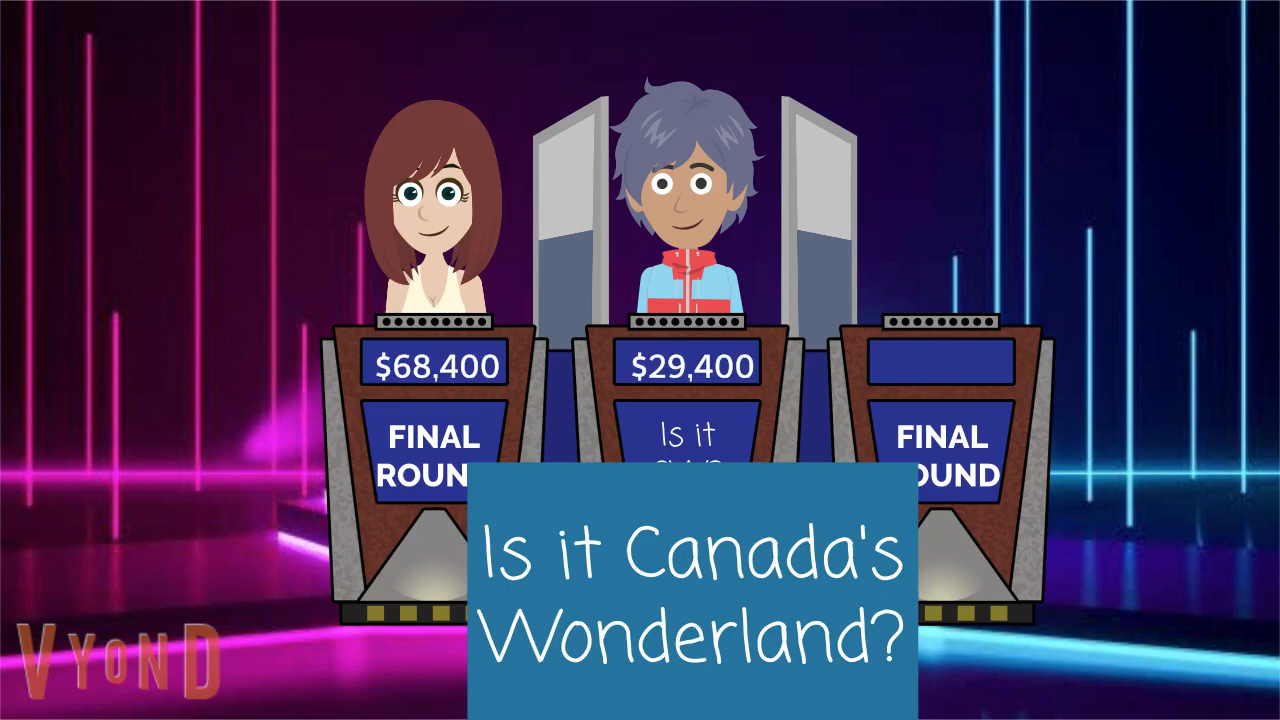 $68,400
$29,400
FINAL
ROUN
Is it
FINAL
OUND
Is it Canada's
Wonderland?
VYOND